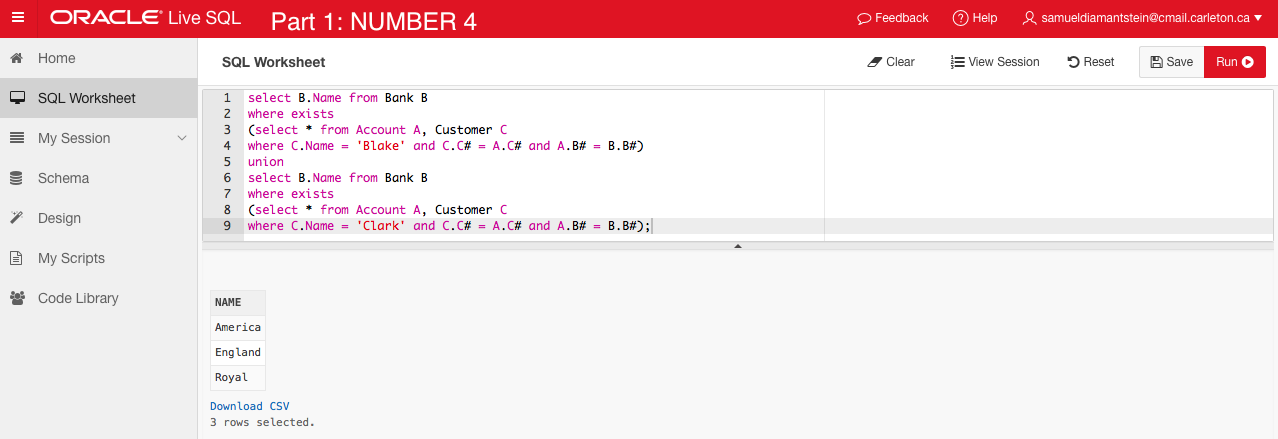 ORACLE Live SQL
Part 1: NUMBER 4
Feedback
Help
samueldiamantstein@cmail.carleton.ca
Home
SQL Worksheet
My Session
Schema
Design
My Scripts
Code Library
SQL Worksheet
Clear
View Session
Reset
Save
Run
1 select B.Name from Bank B
2 where exists
3 (select * from Account A, Customer C
4 where C.Name = 'Blake' and C.C# = A.C# and A.B# = B.B#)
5 union
6 select B.Name from Bank B
7 where exists
8 (select * from Account A, Customer C
9 where C.Name = 'Clark' and C.C# = A.C# and A.B# = B.B#);
NAME
America
England
Royal
Download CSV
3 rows selected.